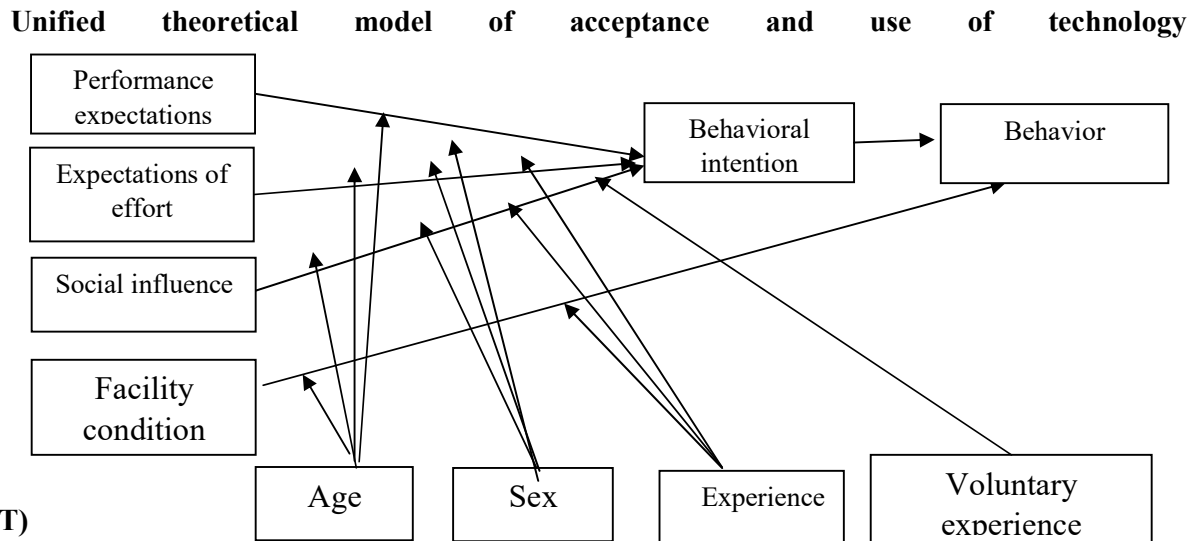 Unified theoretical model of acceptance and use of technology
Performance
expectations
Expectations of
effort
Social influence
Facility
condition
Behavioral
intention
Behavior
Age
Sex
Experience
Voluntary
experience
T)